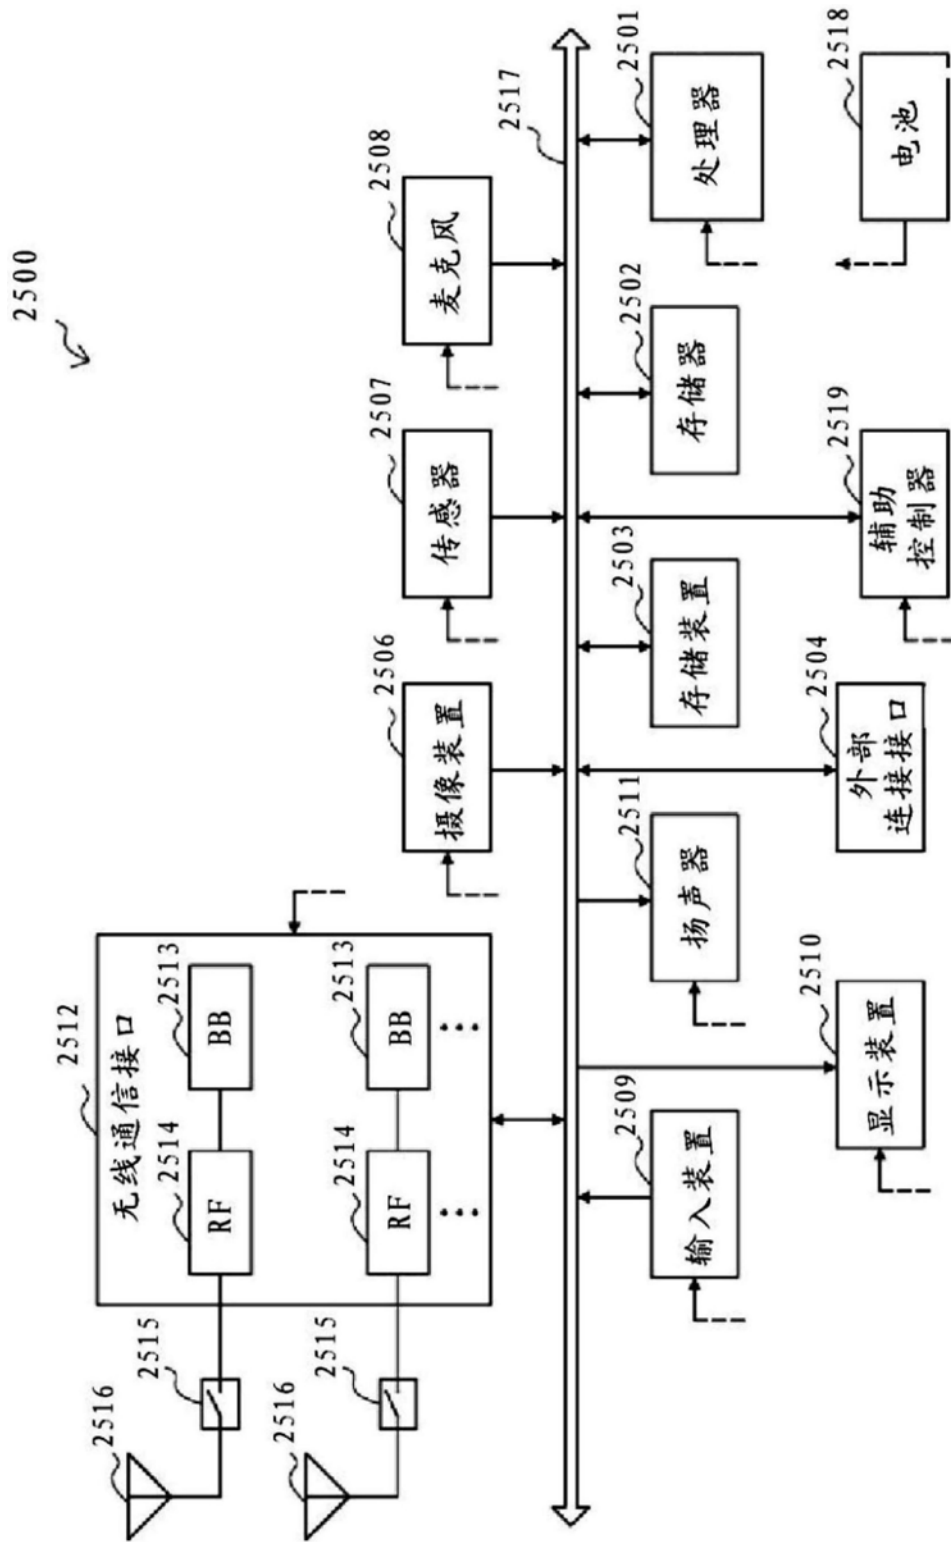 2500
2512
无线通信接口
2516
2515
2514
RF
2513
BB
2516
2515
2514
RF
2513
BB
2506
摄像装置
2507
传感器
2508
麦克风
2517
2509
输入装置
2511
扬声器
2503
存储装置
2502
存储器
2501
处理器
2510
显示装置
2504
外部
连接接口
2519
辅助
控制器
2518
电池